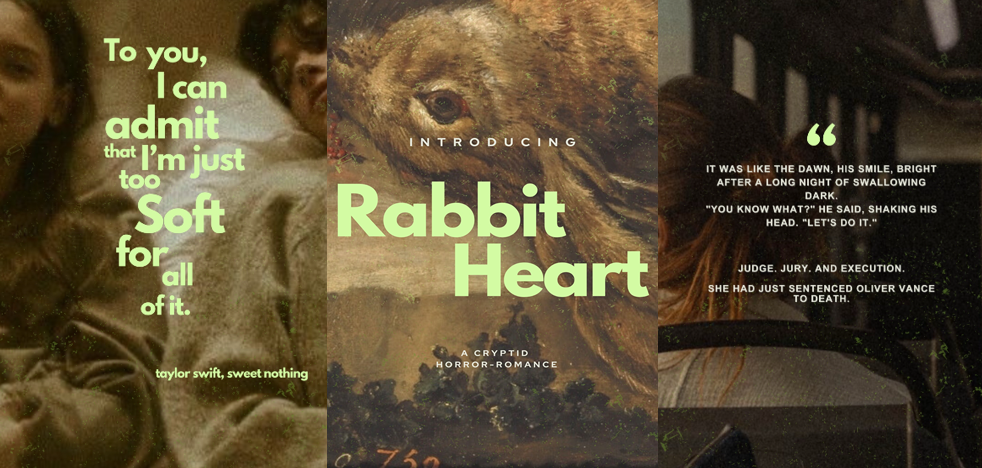 To you,
I can
admit
that I'm just
too
Soft
for
all
of it.
taylor swift, sweet nothing
INTRODUCING
Rabbit
Heart
A CRYPTID
HORROR-ROMANCE
“
IT WAS LIKE THE DAWN, HIS SMILE, BRIGHT
AFTER A LONG NIGHT OF SWALLOWING
DARK.
"YOU KNOW WHAT?" HE SAID, SHAKING HIS
HEAD. "LET'S DO IT."
JUDGE. JURY. AND EXECUTION.
SHE HAD JUST SENTENCED OLIVER VANCE
TO DEATH.